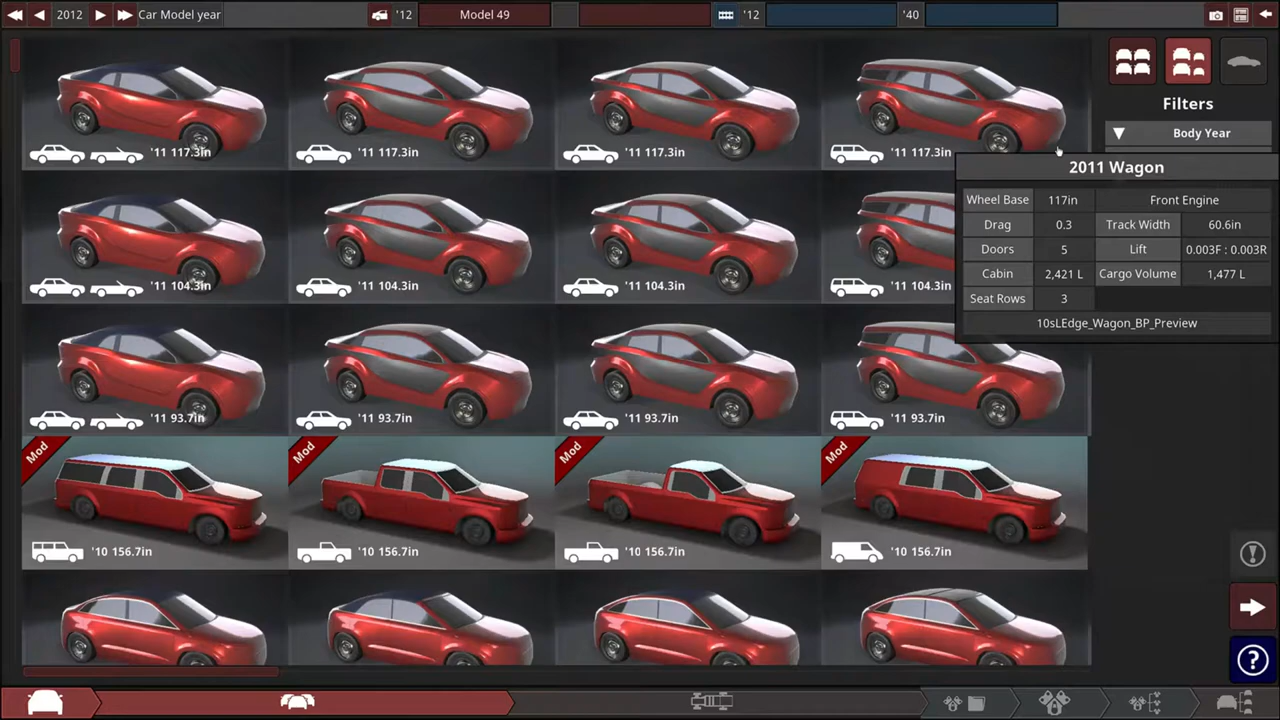 2012 Car Model year '12 Model 49 '12 '40
Filters
Body Year
'11 117.3in '11 117.3in '11 117.3in '11 117.3in
2011 Wagon
Wheel Base 117in Front Engine
Drag 0.3 Track Width 60.6in
Doors 5 Lift 0.003F : 0.003R
Cabin 2,421 L Cargo Volume 1,477 L
Seat Rows 3
10sLEdge_Wagon_BP_Preview
'11 104.3in '11 104.3in '11 104.3in '11 104.3in
'11 93.7in '11 93.7in '11 93.7in '11 93.7in
Mod Mod Mod Mod
'10 156.7in '10 156.7in '10 156.7in '10 156.7in
?